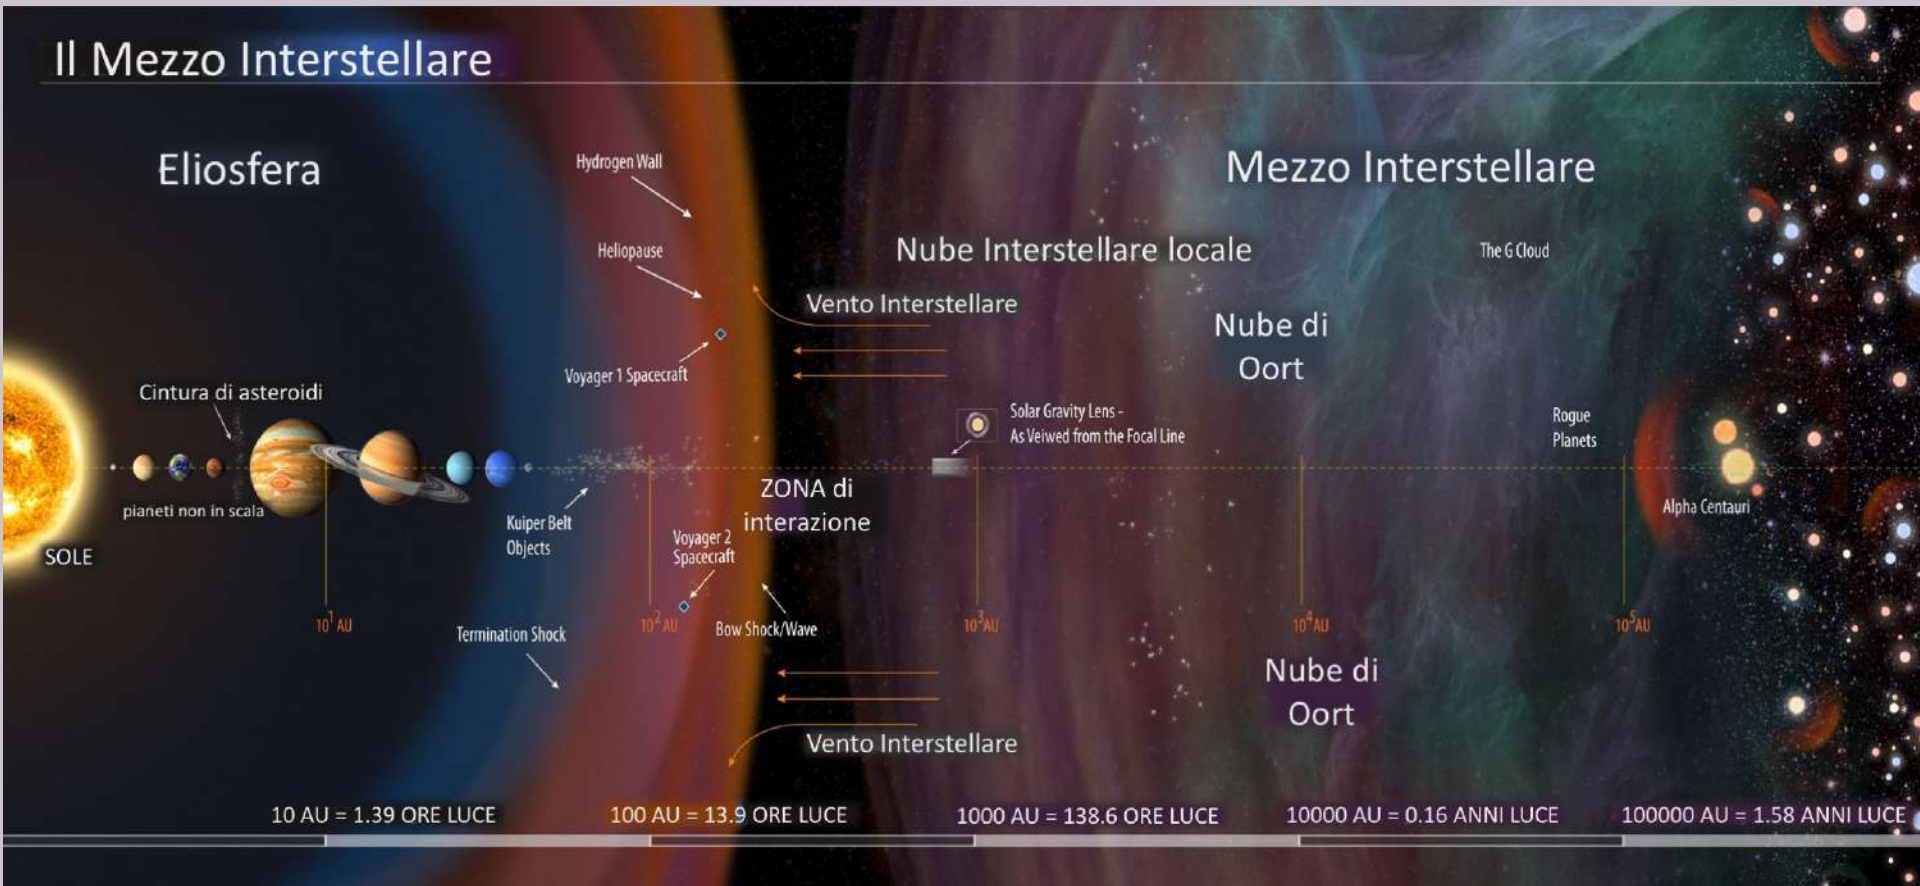 Il Mezzo Interstellare
Eliosfera
Hydrogen Wall
Mezzo Interstellare
Heliopause
Nube Interstellare locale
The G Cloud
Vento Interstellare
Nube di
Oort
Voyager 1 Spacecraft
Cintura di asteroidi
Solar Gravity Lens -
As Veiwed from the Focal Line
Rogue
Planets
pianeti non in scala
SOLE
Kuiper Belt
Objects
ZONA di
interazione
Voyager 2
Spacecraft
Alpha Centauri
10¹ AU
10² AU
10³ AU
10⁴ AU
10⁵ AU
Termination Shock
Bow Shock/Wave
Nube di
Oort
Vento Interstellare
10 AU = 1.39 ORE LUCE
100 AU = 13.9 ORE LUCE
1000 AU = 138.6 ORE LUCE
10000 AU = 0.16 ANNI LUCE
100000 AU = 1.58 ANNI LUCE